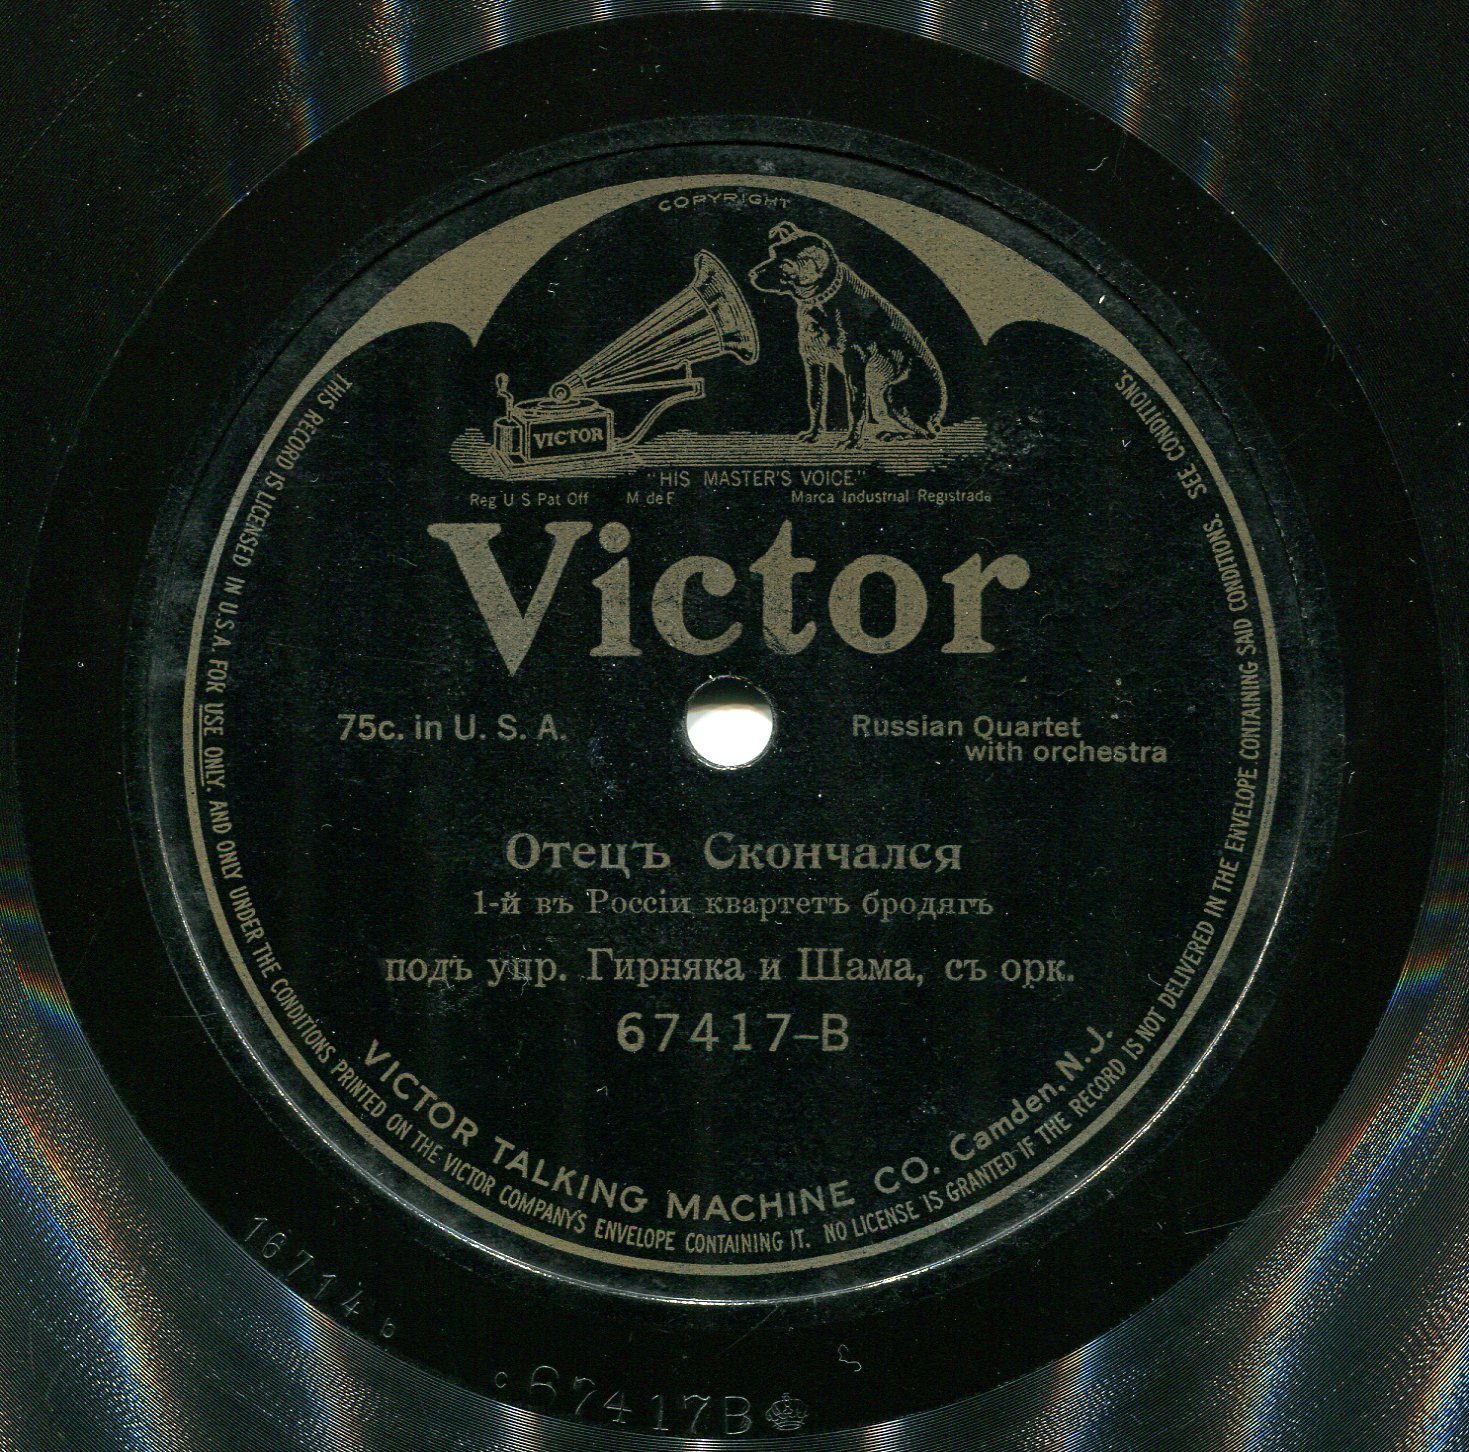 COPYRIGHT
VICTOR
"HIS MASTER'S VOICE"
Reg U S Pat Off M de F Marca Industrial Registrada
Victor
75c. in U. S. A.
Russian Quartet
with orchestra
Отецъ Скончался
1-й въ Россіи квартетъ бродягъ
подъ упр. Гирняка и Шама, съ орк.
67417–B
VICTOR TALKING MACHINE CO. Camden, N. J.
THIS RECORD IS LICENSED IN U.S.A. FOR USE ONLY. AND ONLY UNDER THE CONDITIONS PRINTED ON THE VICTOR COMPANY'S ENVELOPE CONTAINING IT. NO LICENSE IS GRANTED IF THE RECORD IS NOT DELIVERED IN THE ENVELOPE CONTAINING SAID CONDITIONS. SEE CONDITIONS.
16714 b
c 67417B